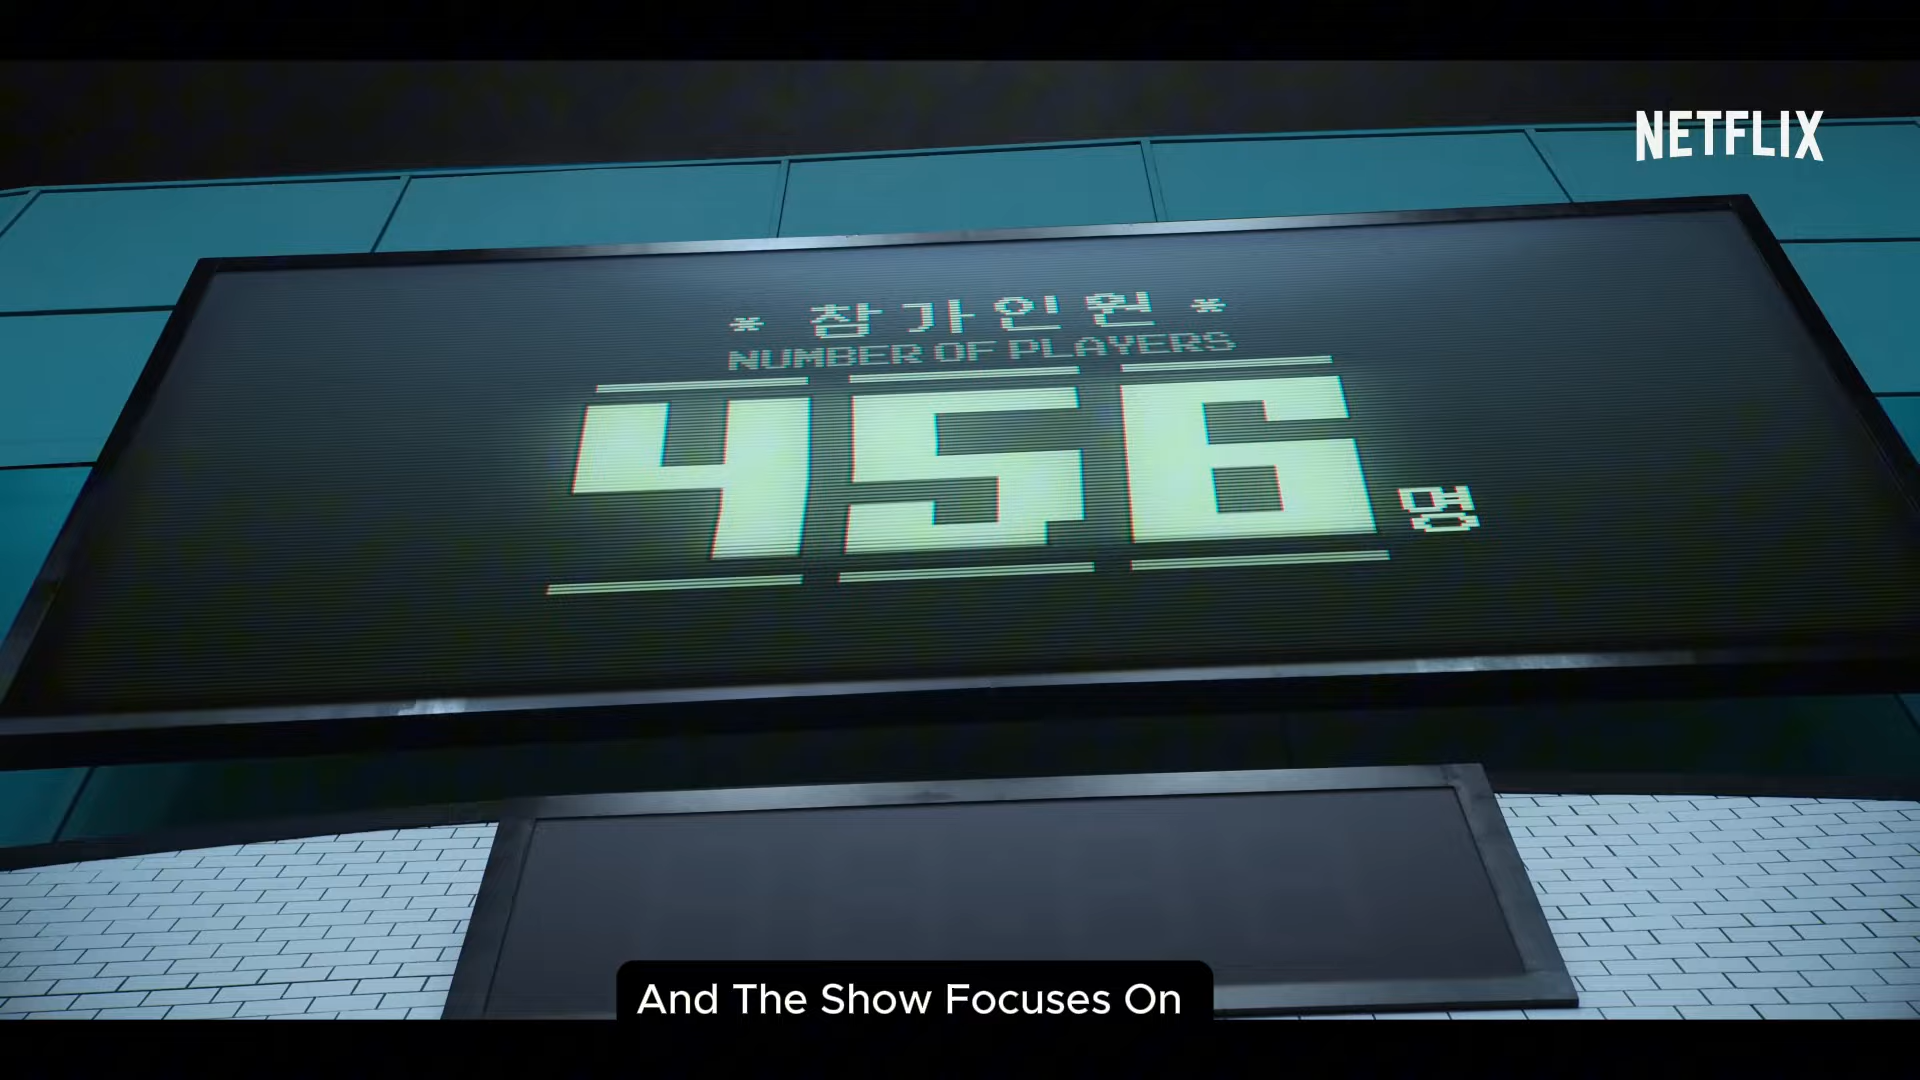 NETFLIX
* 참가인원 *
NUMBER OF PLAYERS
456명
And The Show Focuses On